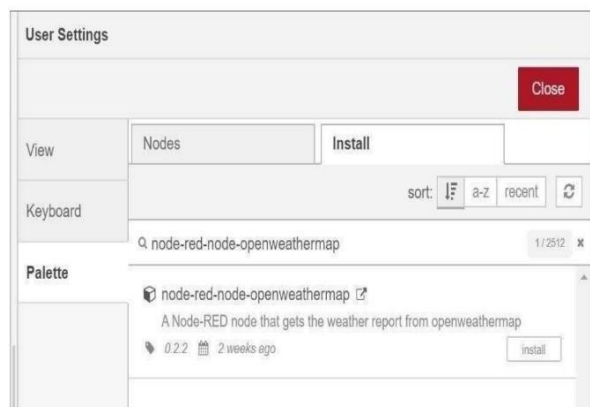 User Settings
Close
View
Keyboard
Palette
Nodes
Install
sort: a-z recent
node-red-node-openweathermap
1 / 2512 x
node-red-node-openweathermap
A Node-RED node that gets the weather report from openweathermap
0.2.2 2 weeks ago
install